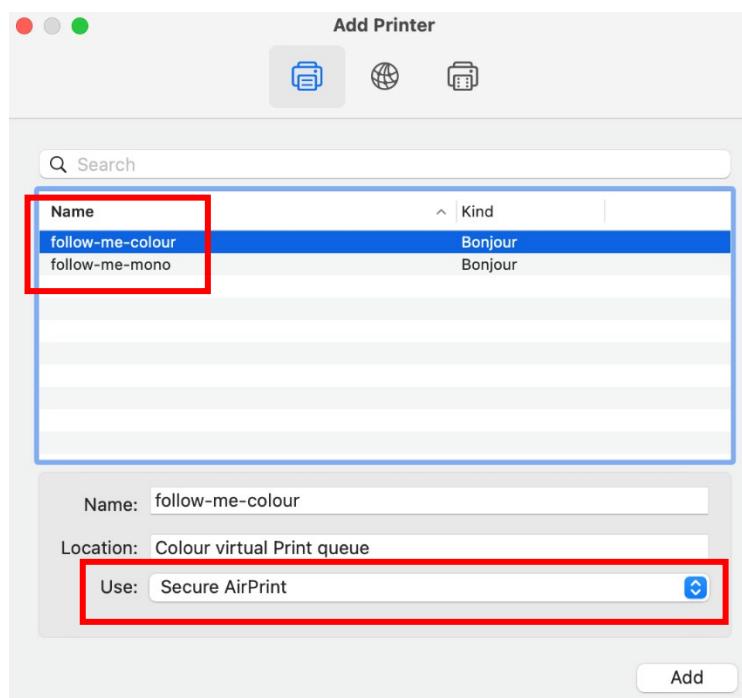 Add Printer
Search
Name Kind
follow-me-colour Bonjour
follow-me-mono Bonjour
Name: follow-me-colour
Location: Colour virtual Print queue
Use: Secure AirPrint
Add